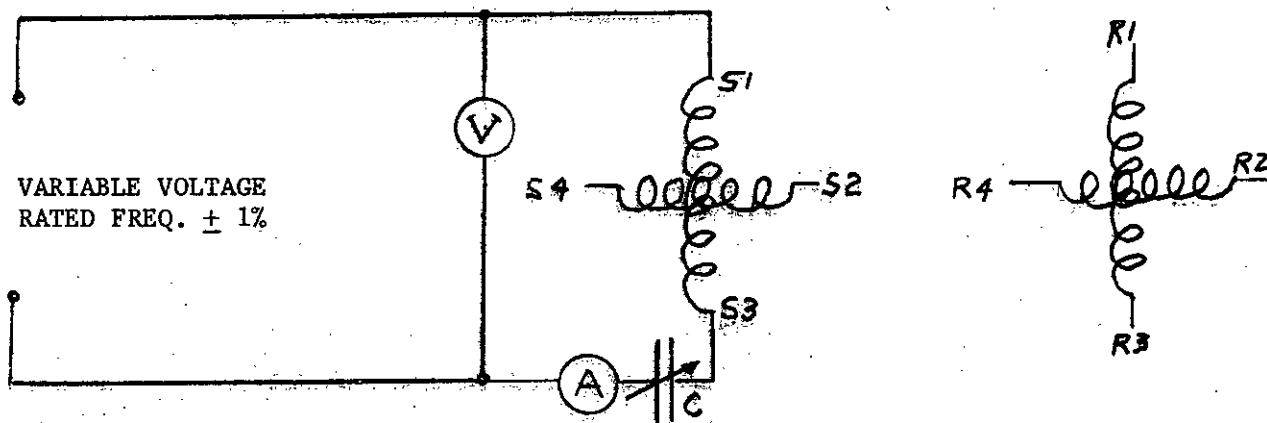 R1
S1
V
VARIABLE VOLTAGE
RATED FREQ. ± 1%
S4
S2
R4
R2
S3
R3
A
C